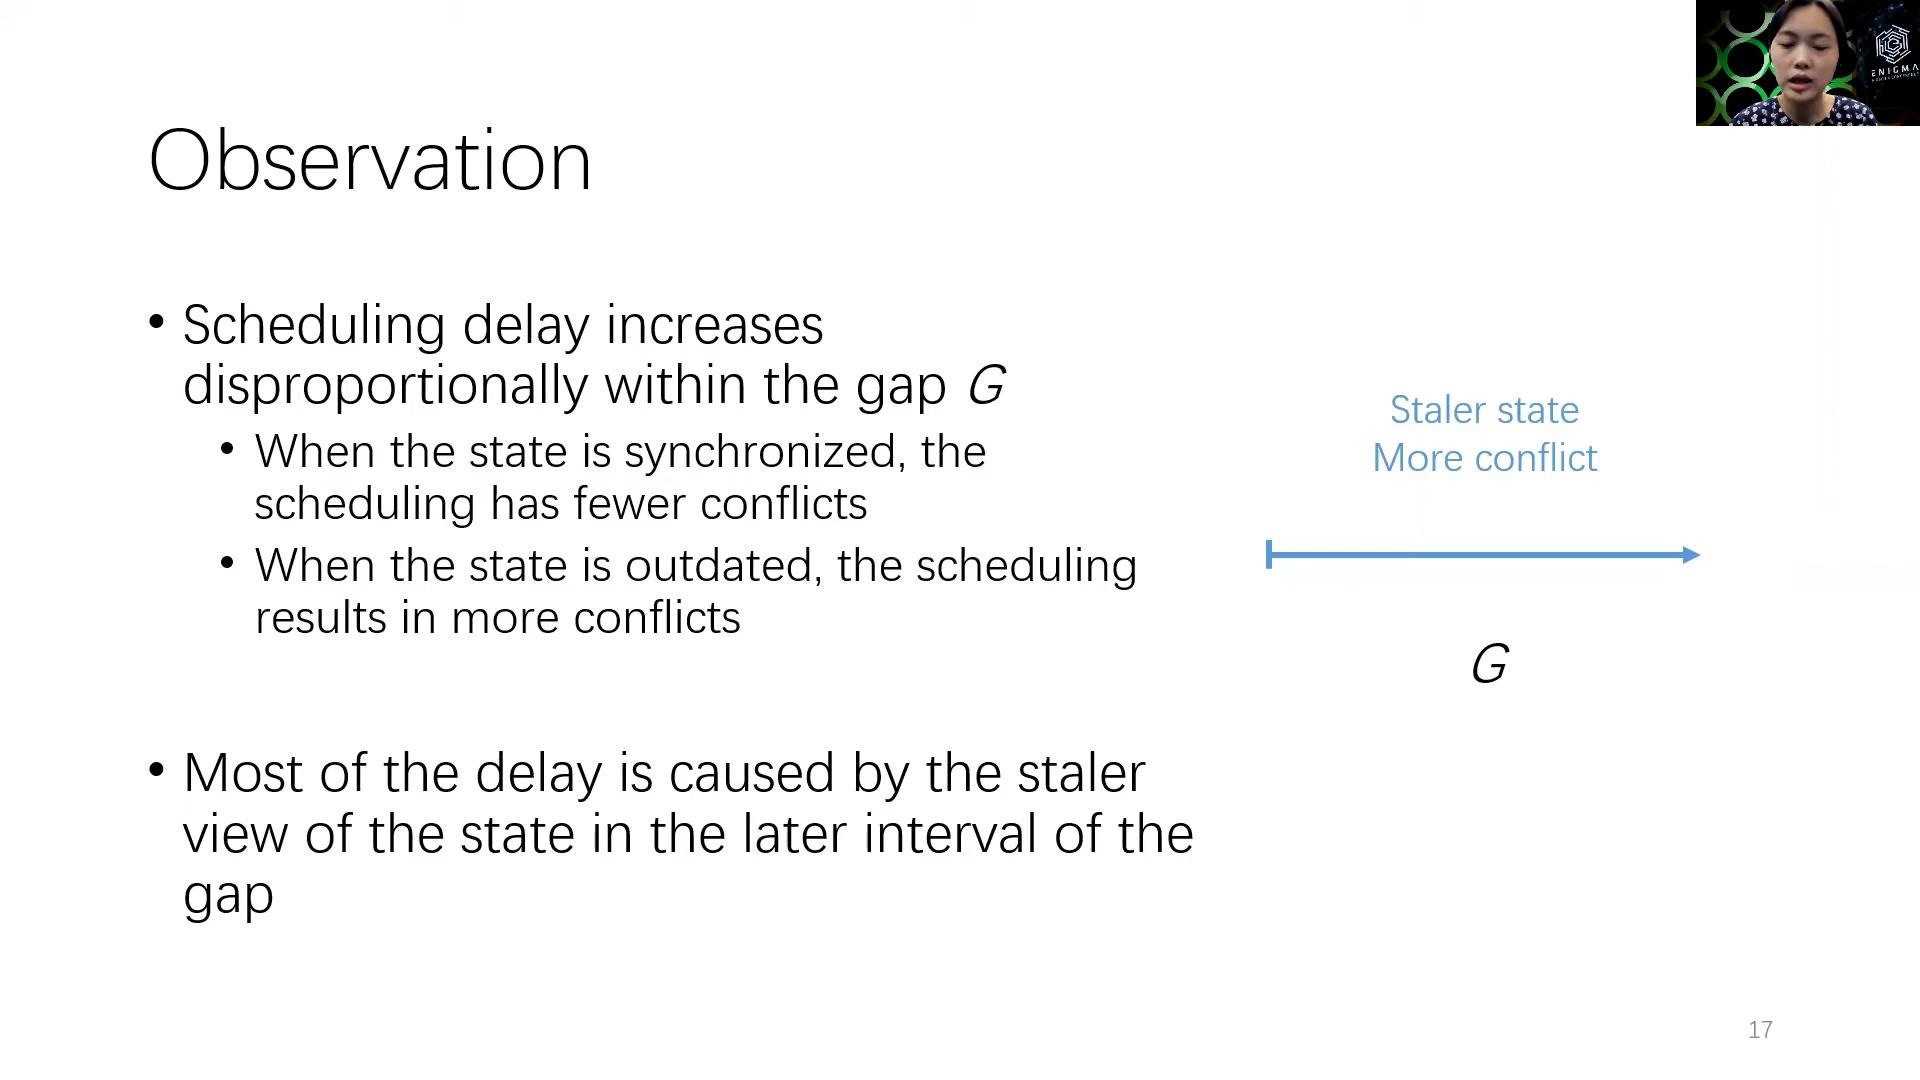 ENIGMA
Observation
• Scheduling delay increases
disproportionally within the gap G
• When the state is synchronized, the
scheduling has fewer conflicts
• When the state is outdated, the scheduling
results in more conflicts
• Most of the delay is caused by the staler
view of the state in the later interval of the
gap
Staler state
More conflict
G
17